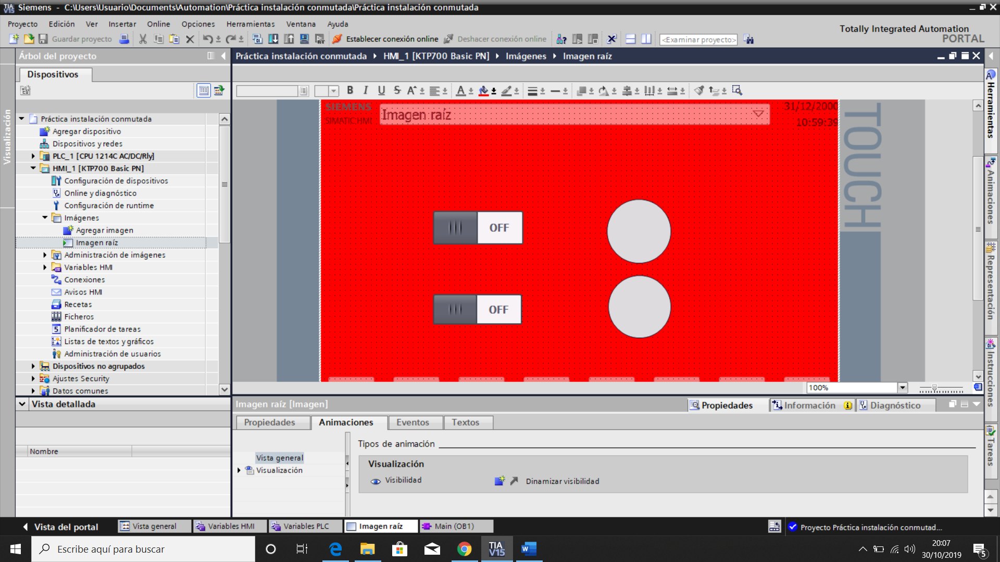 Siemens - C:\Users\Usuario\Documents\Automation\Práctica instalación conmutada\Práctica instalación conmutada
Proyecto Edición Ver Insertar Online Opciones Herramientas Ventana Ayuda
Totally Integrated Automation
PORTAL
Guardar proyecto
Establecer conexión online
Deshacer conexión online
<Examinar proyecto>
Árbol del proyecto
Práctica instalación conmutada HMI_1 [KTP700 Basic PN] Imágenes Imagen raíz
Dispositivos
Visualización
Práctica instalación conmutada
Agregar dispositivo
Dispositivos y redes
PLC_1 [CPU 1214C AC/DC/Rly]
HMI_1 [KTP700 Basic PN]
Configuración de dispositivos
Online y diagnóstico
Configuración de runtime
Imágenes
Agregar imagen
Imagen raíz
Administración de imágenes
Variables HMI
Conexiones
Avisos HMI
Recetas
Ficheros
Planificador de tareas
Listas de textos y gráficos
Administración de usuarios
Dispositivos no agrupados
Ajustes Security
Datos comunes
Vista detallada
Nombre
B I U S A A
SIEMENS
SIMATIC HMI
Imagen raíz
31/12/2000
10:59:39
TOUCH
OFF
OFF
100%
Herramientas
Animaciones
Representación
Instrucciones
Tareas
Imagen raíz [Imagen]
Propiedades Información Diagnóstico
Propiedades Animaciones Eventos Textos
Vista general
Visualización
Tipos de animación
Visualización
Visibilidad
Dinamizar visibilidad
Vista del portal
Vista general
Variables HMI
Variables PLC
Imagen raíz
Main (OB1)
Proyecto Práctica instalación conmutad...
Escribe aquí para buscar
TIA
V15
20:07
30/10/2019
5